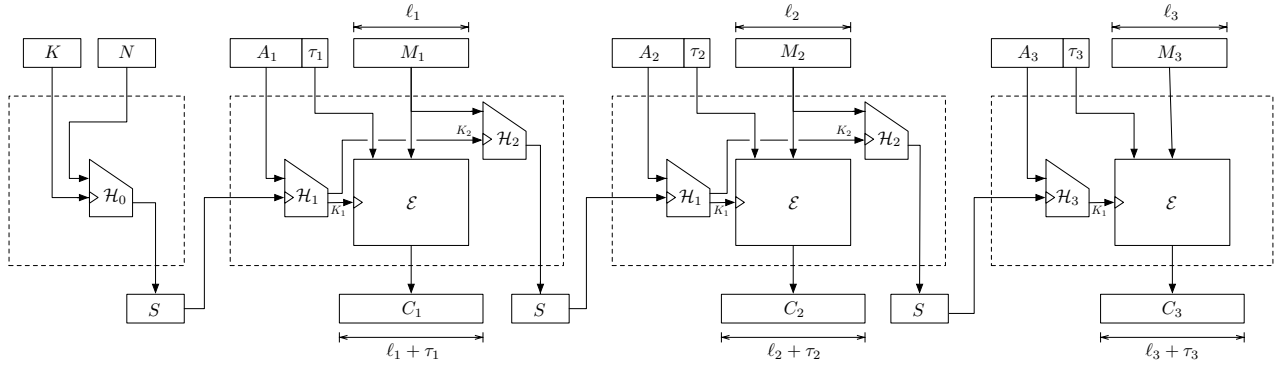 ℓ₁ ℓ₂ ℓ₃
K N A₁ τ₁ M₁ A₂ τ₂ M₂ A₃ τ₃ M₃
K₂ ℋ₂ K₂ ℋ₂
ℋ₀ ℋ₁ K₁ ℰ ℋ₁ K₁ ℰ ℋ₃ K₁ ℰ
S C₁ S C₂ S C₃
ℓ₁ + τ₁ ℓ₂ + τ₂ ℓ₃ + τ₃